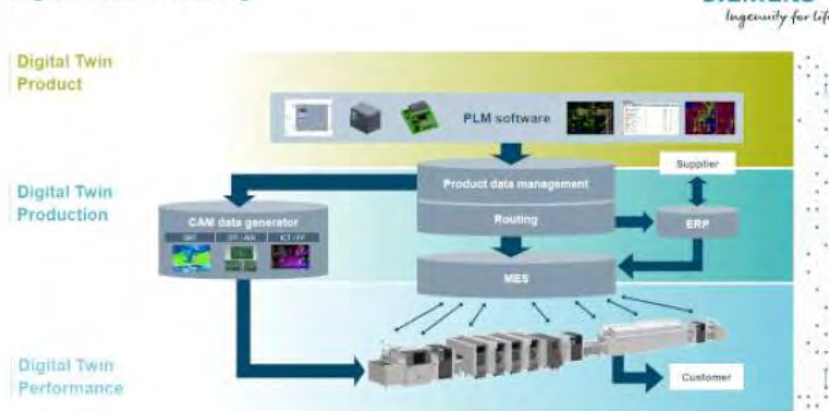 Ingenuity for life
Digital Twin
Product
PLM software
Supplier
Product data management
Digital Twin
Production
CAM data generator
Routing
ERP
MES
Digital Twin
Performance
Customer